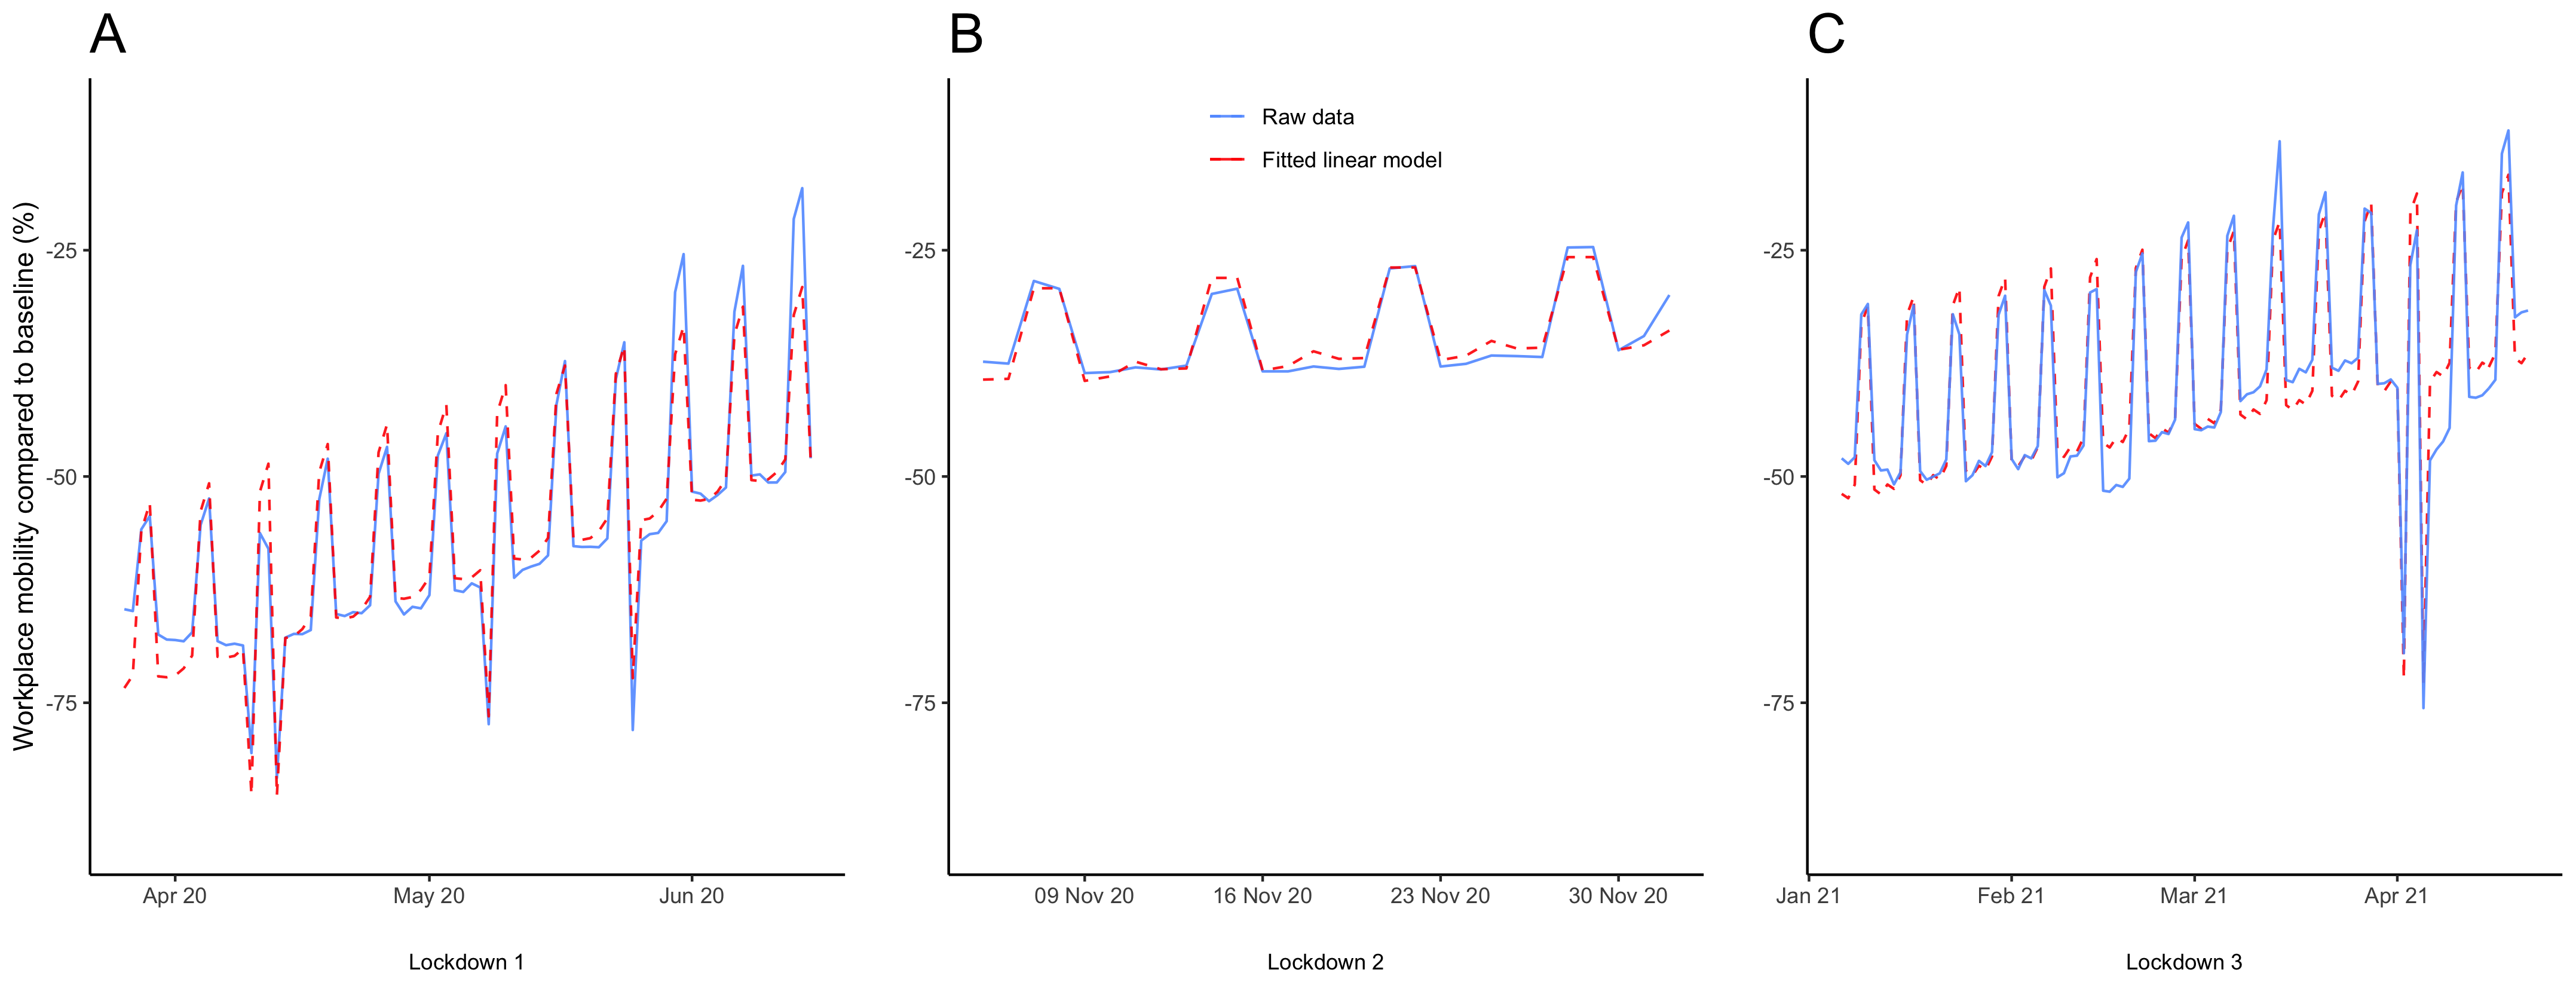 A
B
C
Workplace mobility compared to baseline (%)
-25
-50
-75
Apr 20
May 20
Jun 20
Lockdown 1
Raw data
Fitted linear model
-25
-50
-75
09 Nov 20
16 Nov 20
23 Nov 20
30 Nov 20
Lockdown 2
-25
-50
-75
Jan 21
Feb 21
Mar 21
Apr 21
Lockdown 3